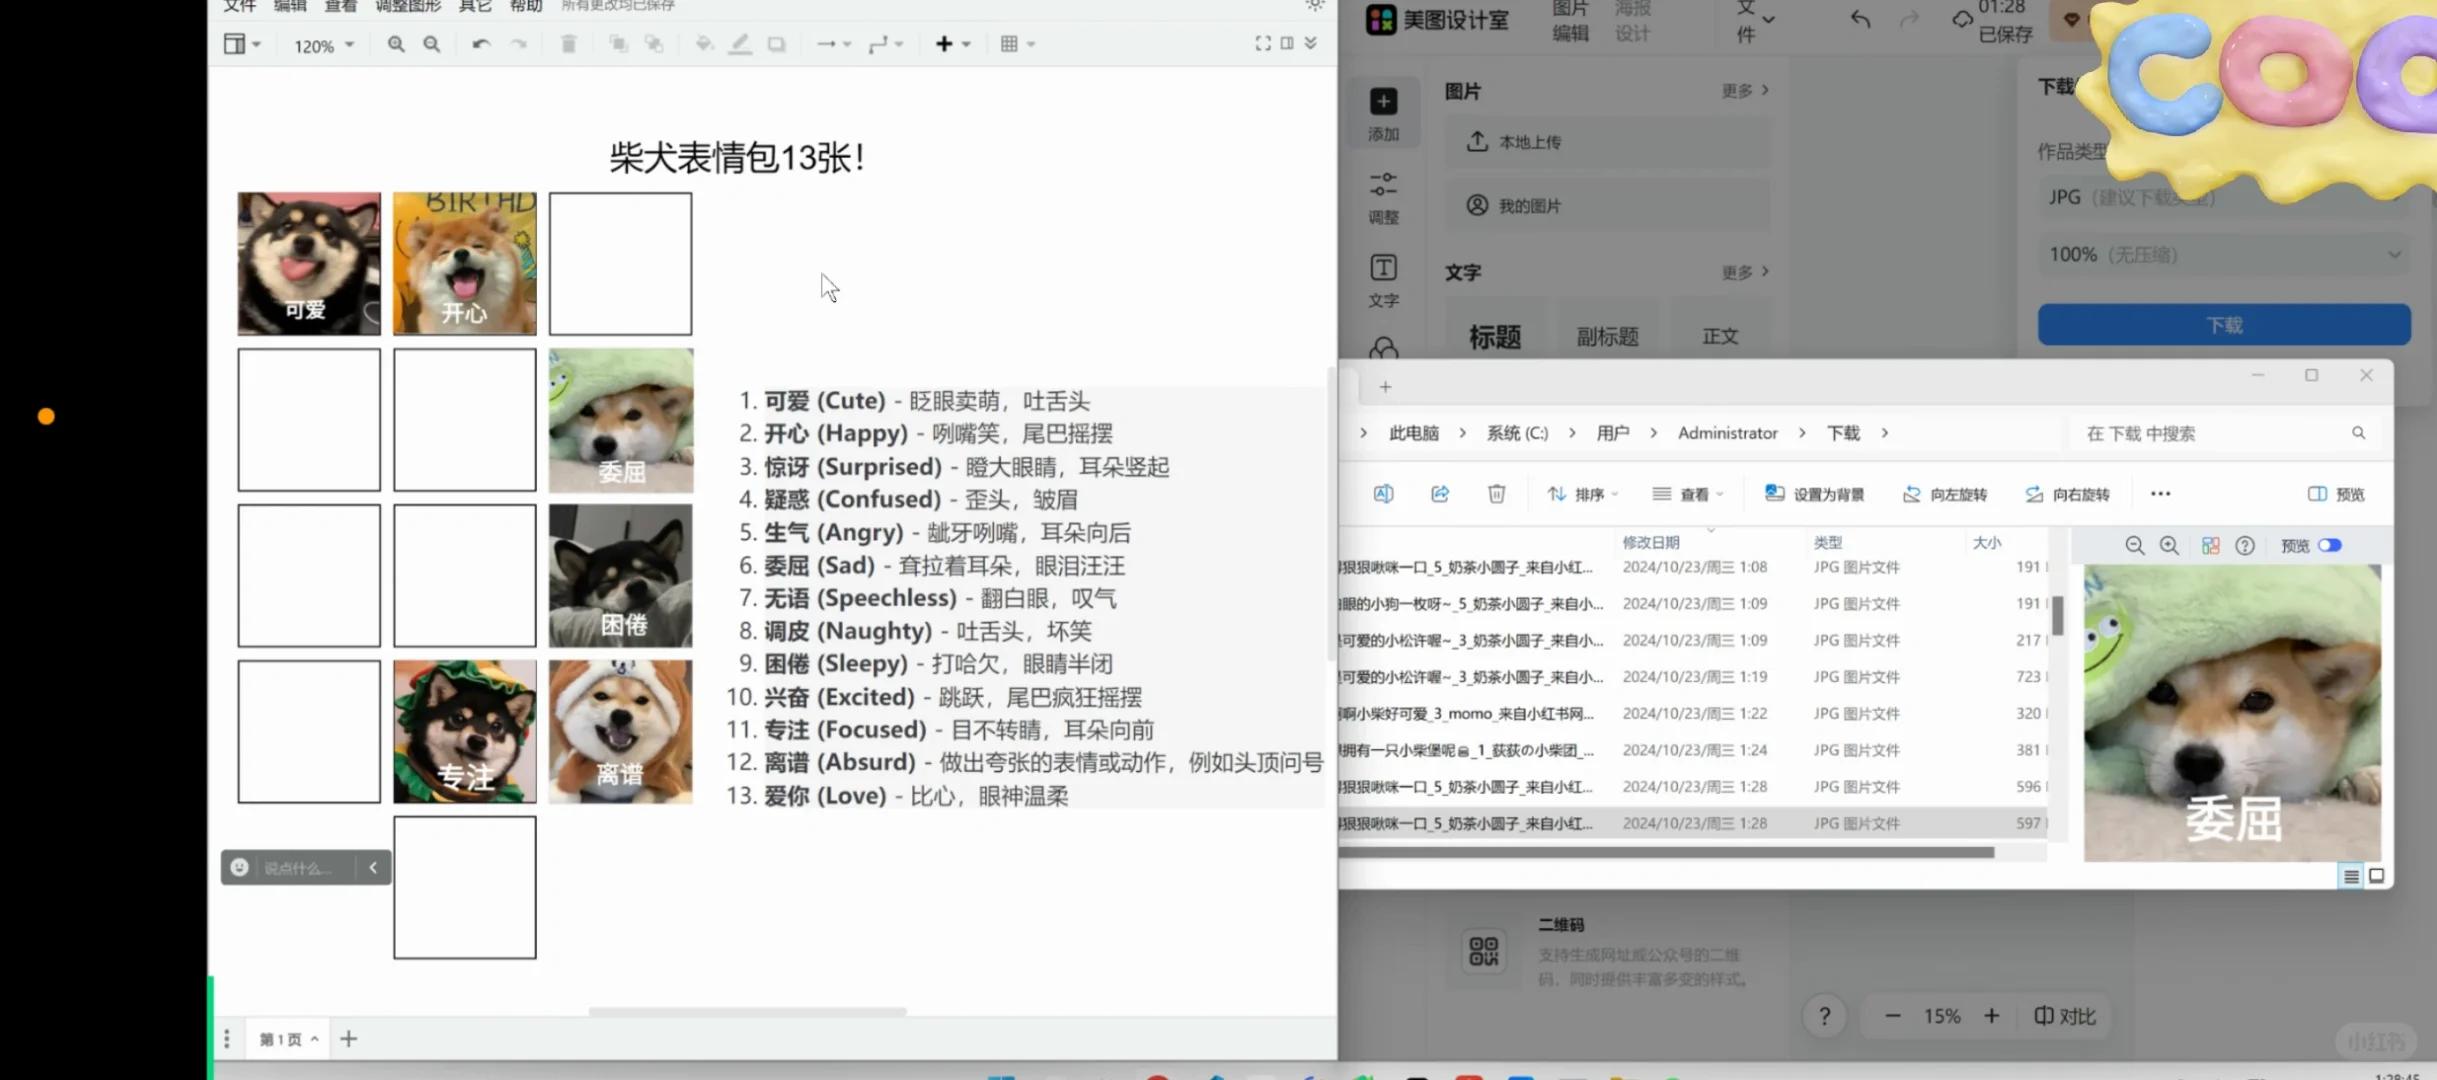 文件 编辑 查看 调整图形 其它 帮助 所有更改均已保存
120%
柴犬表情包13张！
BIRTHD
可爱
开心
委屈
困倦
专注
离谱
1. 可爱 (Cute) - 眨眼卖萌，吐舌头
2. 开心 (Happy) - 咧嘴笑，尾巴摇摆
3. 惊讶 (Surprised) - 瞪大眼睛，耳朵竖起
4. 疑惑 (Confused) - 歪头，皱眉
5. 生气 (Angry) - 龇牙咧嘴，耳朵向后
6. 委屈 (Sad) - 耷拉着耳朵，眼泪汪汪
7. 无语 (Speechless) - 翻白眼，叹气
8. 调皮 (Naughty) - 吐舌头，坏笑
9. 困倦 (Sleepy) - 打哈欠，眼睛半闭
10. 兴奋 (Excited) - 跳跃，尾巴疯狂摇摆
11. 专注 (Focused) - 目不转睛，耳朵向前
12. 离谱 (Absurd) - 做出夸张的表情或动作，例如头顶问号
13. 爱你 (Love) - 比心，眼神温柔
说点什么...
第1页
美图设计室
图片编辑
海报设计
文件
01:28
已保存
COO
添加
调整
文字
图片 更多
本地上传
我的图片
文字 更多
标题 副标题 正文
下载
作品类型
JPG（建议下载类型）
100%（无压缩）
下载
此电脑 系统 (C:) 用户 Administrator 下载
在 下载 中搜索
排序 查看 设置为背景 向左旋转 向右旋转 ... 预览
修改日期 类型 大小
狠狠啾咪一口_5_奶茶小圆子_来自小红... 2024/10/23/周三 1:08 JPG 图片文件 191
眼的小狗一枚呀~_5_奶茶小圆子_来自小... 2024/10/23/周三 1:09 JPG 图片文件 191
可爱的小松许喔~_3_奶茶小圆子_来自小... 2024/10/23/周三 1:09 JPG 图片文件 217
可爱的小松许喔~_3_奶茶小圆子_来自小... 2024/10/23/周三 1:19 JPG 图片文件 723
啊小柴好可爱_3_momo_来自小红书网... 2024/10/23/周三 1:22 JPG 图片文件 320
拥有一只小柴堡呢_1_荻荻の小柴团_... 2024/10/23/周三 1:24 JPG 图片文件 381
狠狠啾咪一口_5_奶茶小圆子_来自小红... 2024/10/23/周三 1:28 JPG 图片文件 596
狠狠啾咪一口_5_奶茶小圆子_来自小红... 2024/10/23/周三 1:28 JPG 图片文件 597
预览
委屈
二维码
支持生成网址或公众号的二维
码，同时提供丰富多变的样式。
? 15% 对比
小红书
1:28:45